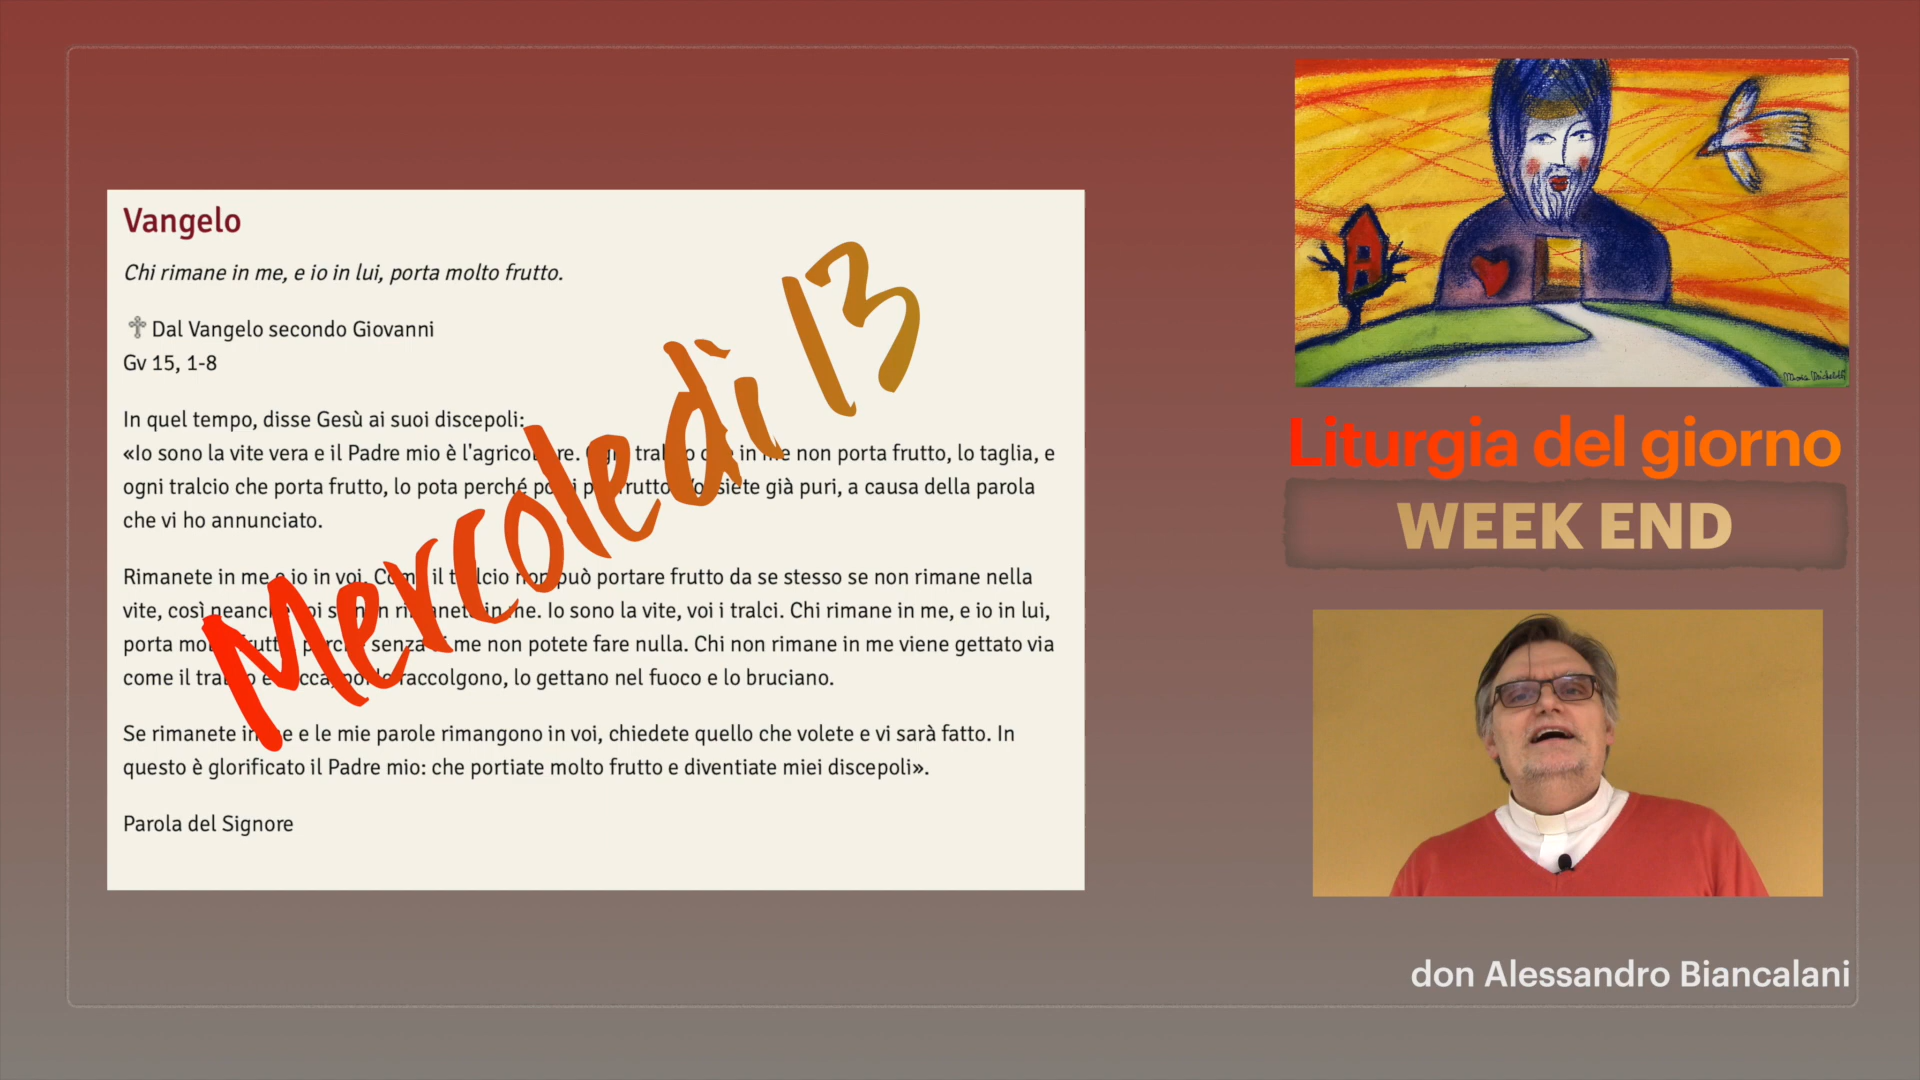 Vangelo
Chi rimane in me, e io in lui, porta molto frutto.
Dal Vangelo secondo Giovanni
Gv 15, 1-8
In quel tempo, disse Gesù ai suoi discepoli:
«Io sono la vite vera e il Padre mio è in me non porta frutto, lo taglia, e
ogni tralcio che porta frutto, lo pota perché siete già puri, a causa della parola
che vi ho annunciato.
Rimanete in me e io in voi. Come il tralcio non può portare frutto da se stesso se non rimane nella
vite, così in me. Io sono la vite, voi i tralci. Chi rimane in me, e io in lui,
porta senza me non potete fare nulla. Chi non rimane in me viene gettato via
come il raccolgono, lo gettano nel fuoco e lo bruciano.
Se rimanete in me e le mie parole rimangono in voi, chiedete quello che volete e vi sarà fatto. In
questo è glorificato il Padre mio: che portiate molto frutto e diventiate miei discepoli».
Parola del Signore
Mercoledì 13
Liturgia del giorno
WEEK END
don Alessandro Biancalani